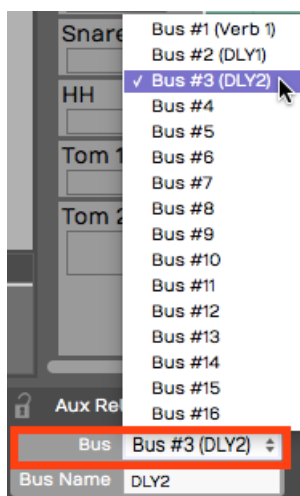 Snare
HH
Tom 1
Tom 2
Bus #1 (Verb 1)
Bus #2 (DLY1)
✓ Bus #3 (DLY2)
Bus #4
Bus #5
Bus #6
Bus #7
Bus #8
Bus #9
Bus #10
Bus #11
Bus #12
Bus #13
Bus #14
Bus #15
Bus #16
Aux Ret
Bus Bus #3 (DLY2)
Bus Name DLY2